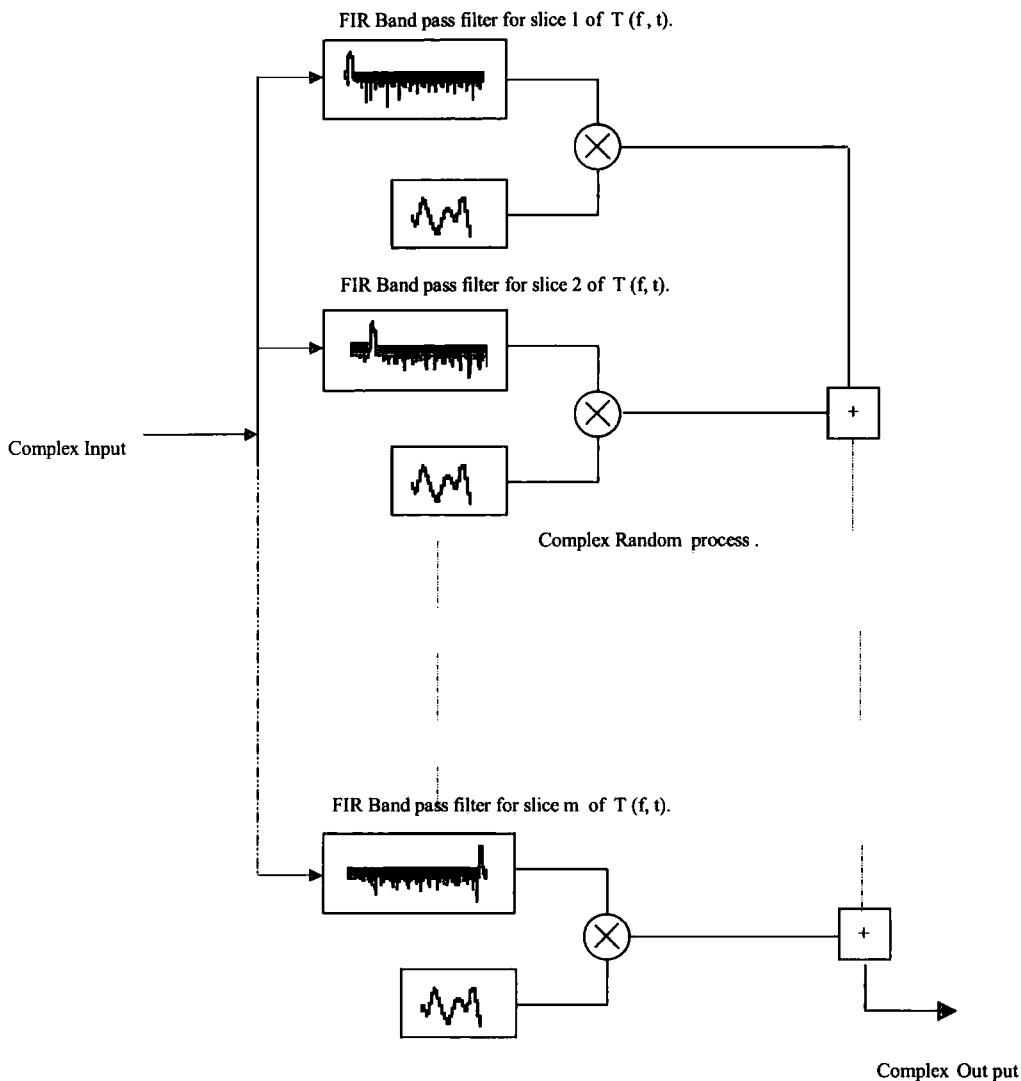 FIR Band pass filter for slice 1 of T (f , t).
FIR Band pass filter for slice 2 of T (f, t).
+
Complex Input
Complex Random process .
FIR Band pass filter for slice m of T (f, t).
+
Complex Out put